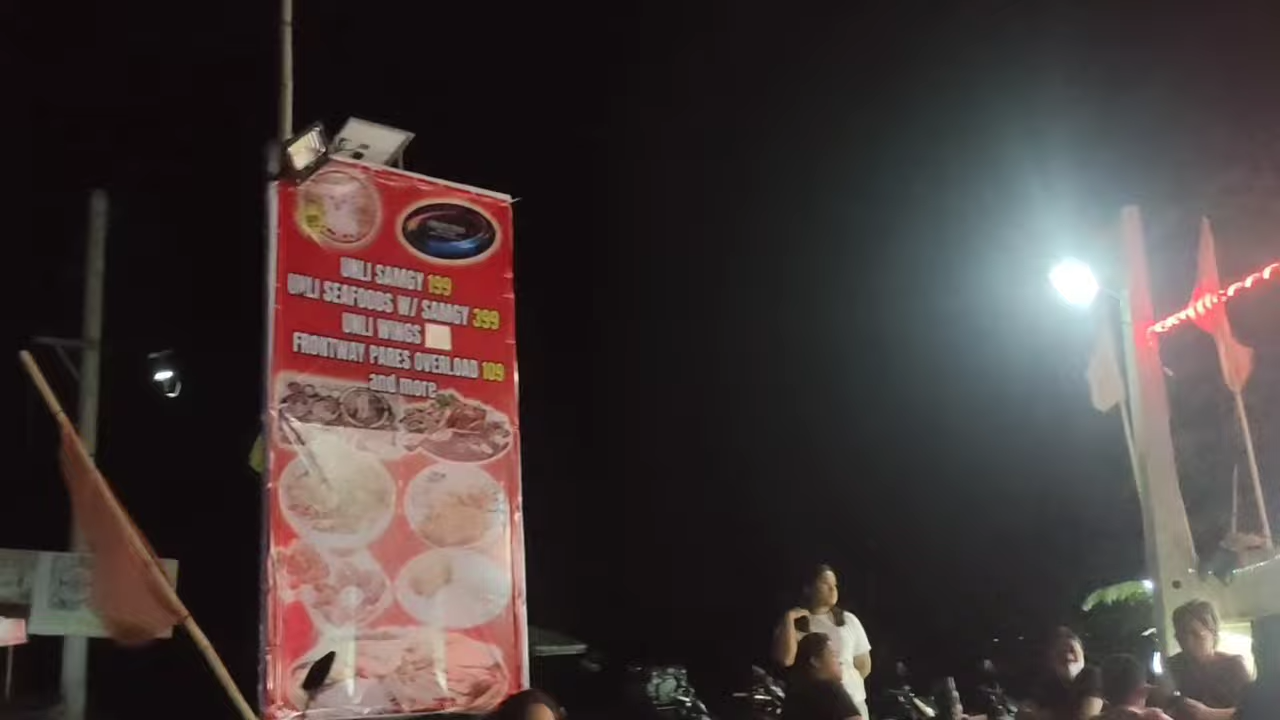 UNLI SAMGY 199
UNLI SEAFOODS W/ SAMGY 399
UNLI WINGS
FRONTWAY PARES OVERLOAD 109
and more